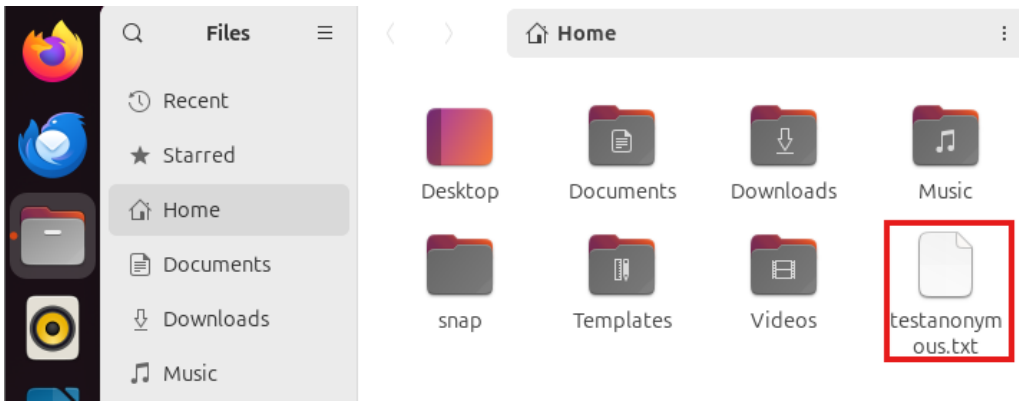 Files
Home
Recent
Starred
Home
Documents
Downloads
Music
Desktop
Documents
Downloads
Music
snap
Templates
Videos
testanonym
ous.txt